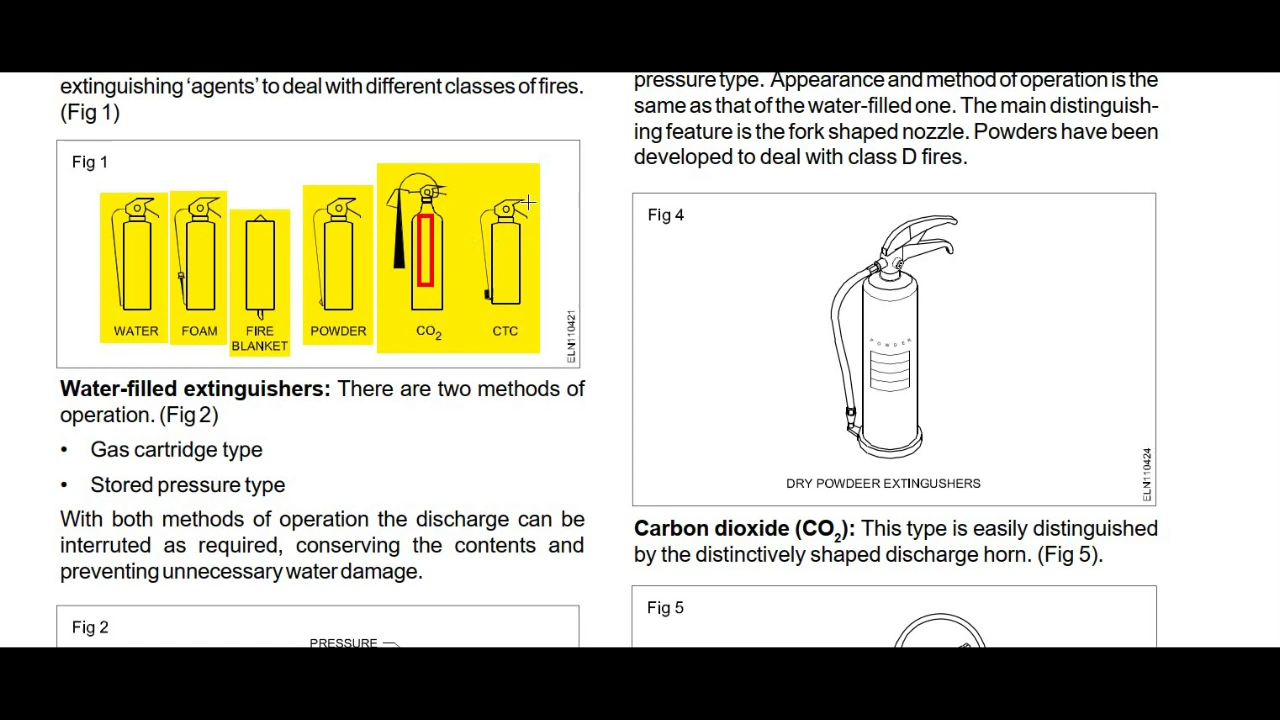 extinguishing ‘agents’ to deal with different classes of fires.
(Fig 1)
Fig 1
WATER
FOAM
FIRE
BLANKET
POWDER
CO2
CTC
ELN110421
Water-filled extinguishers: There are two methods of
operation. (Fig 2)
• Gas cartridge type
• Stored pressure type
With both methods of operation the discharge can be
interruted as required, conserving the contents and
preventing unnecessary water damage.
Fig 2
PRESSURE
pressure type. Appearance and method of operation is the
same as that of the water-filled one. The main distinguish-
ing feature is the fork shaped nozzle. Powders have been
developed to deal with class D fires.
Fig 4
POWDER
DRY POWDEER EXTINGUSHERS
ELN110424
Carbon dioxide (CO2): This type is easily distinguished
by the distinctively shaped discharge horn. (Fig 5).
Fig 5